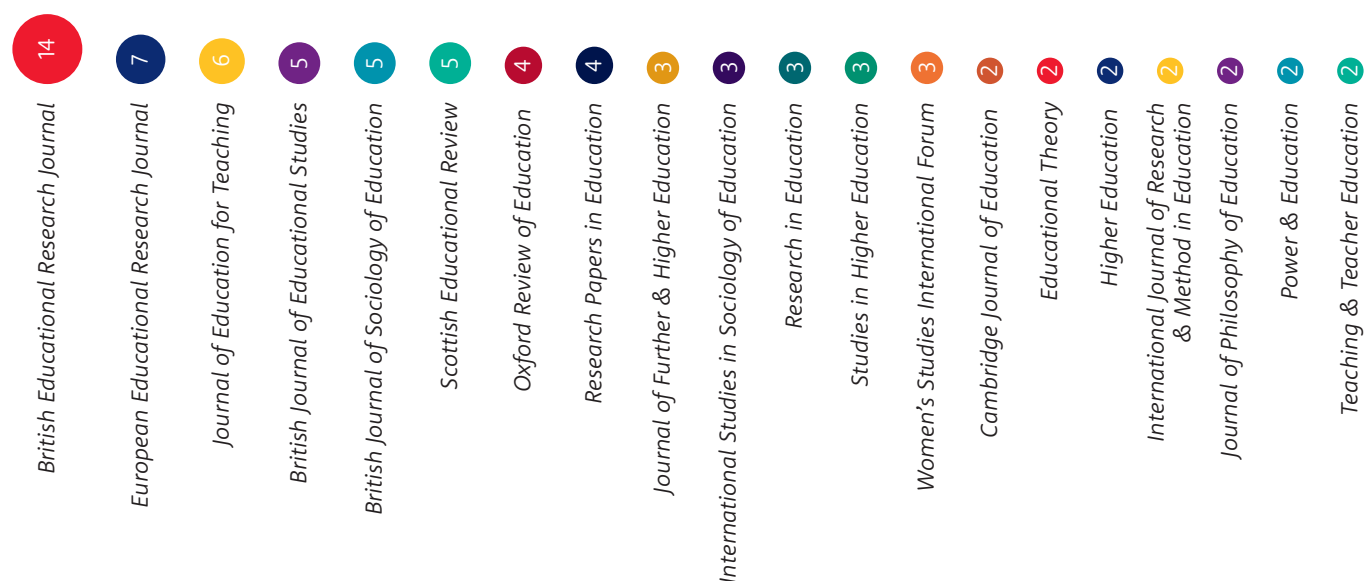 14
British Educational Research Journal
7
European Educational Research Journal
6
Journal of Education for Teaching
5
British Journal of Educational Studies
5
British Journal of Sociology of Education
5
Scottish Educational Review
4
Oxford Review of Education
4
Research Papers in Education
3
Journal of Further & Higher Education
3
International Studies in Sociology of Education
3
Research in Education
3
Studies in Higher Education
3
Women's Studies International Forum
2
Cambridge Journal of Education
2
Educational Theory
2
Higher Education
2
International Journal of Research
& Method in Education
2
Journal of Philosophy of Education
2
Power & Education
2
Teaching & Teacher Education